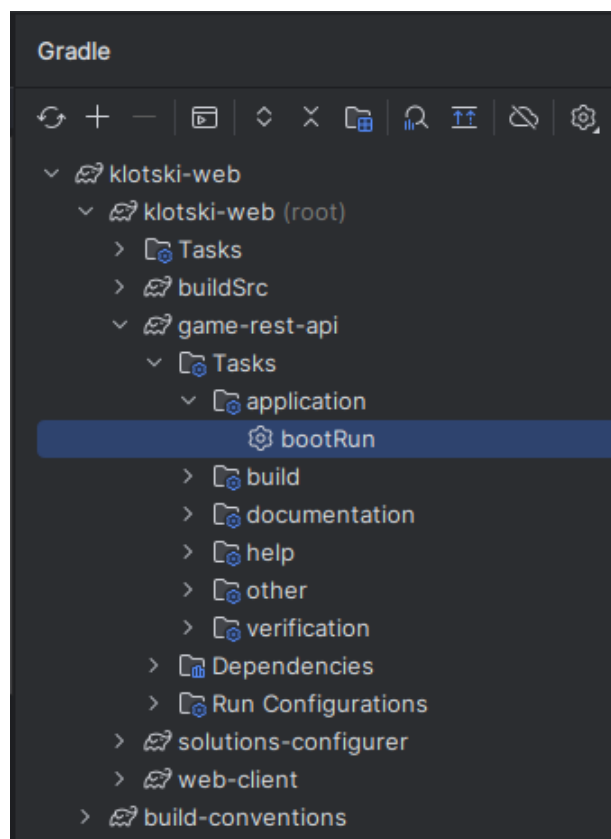 Gradle
klotski-web
klotski-web (root)
Tasks
buildSrc
game-rest-api
Tasks
application
bootRun
build
documentation
help
other
verification
Dependencies
Run Configurations
solutions-configurer
web-client
build-conventions